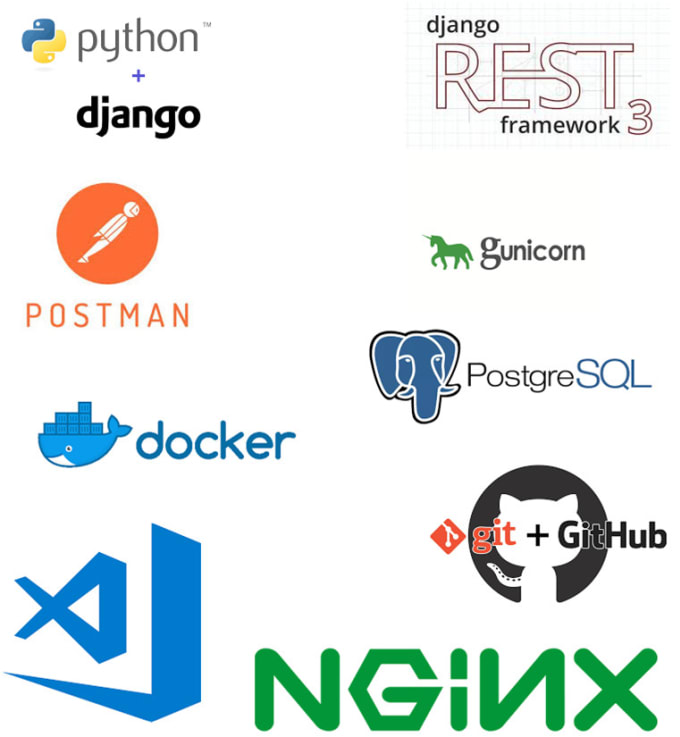 python™
+
django
django
REST
framework 3
POSTMAN
gunicorn
PostgreSQL
docker
git + GitHub
NGINX